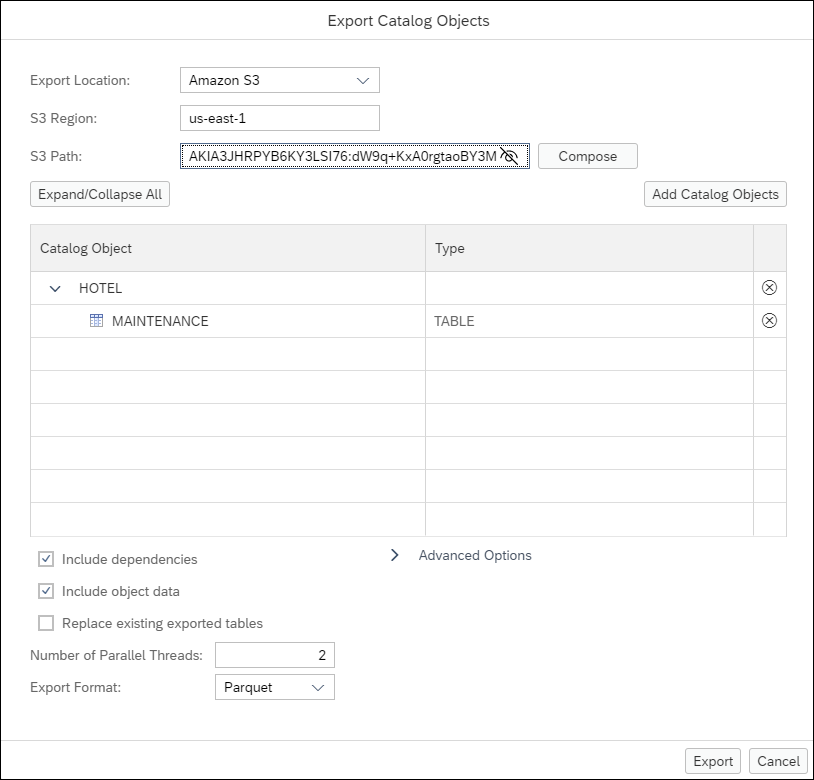 Export Catalog Objects
Export Location: Amazon S3
S3 Region: us-east-1
S3 Path: AKIA3JHRPYB6KY3LSI76:dW9q+KxA0rgtaoBY3M Compose
Expand/Collapse All Add Catalog Objects
Catalog Object Type
HOTEL
MAINTENANCE TABLE
Include dependencies Advanced Options
Include object data
Replace existing exported tables
Number of Parallel Threads: 2
Export Format: Parquet
Export Cancel